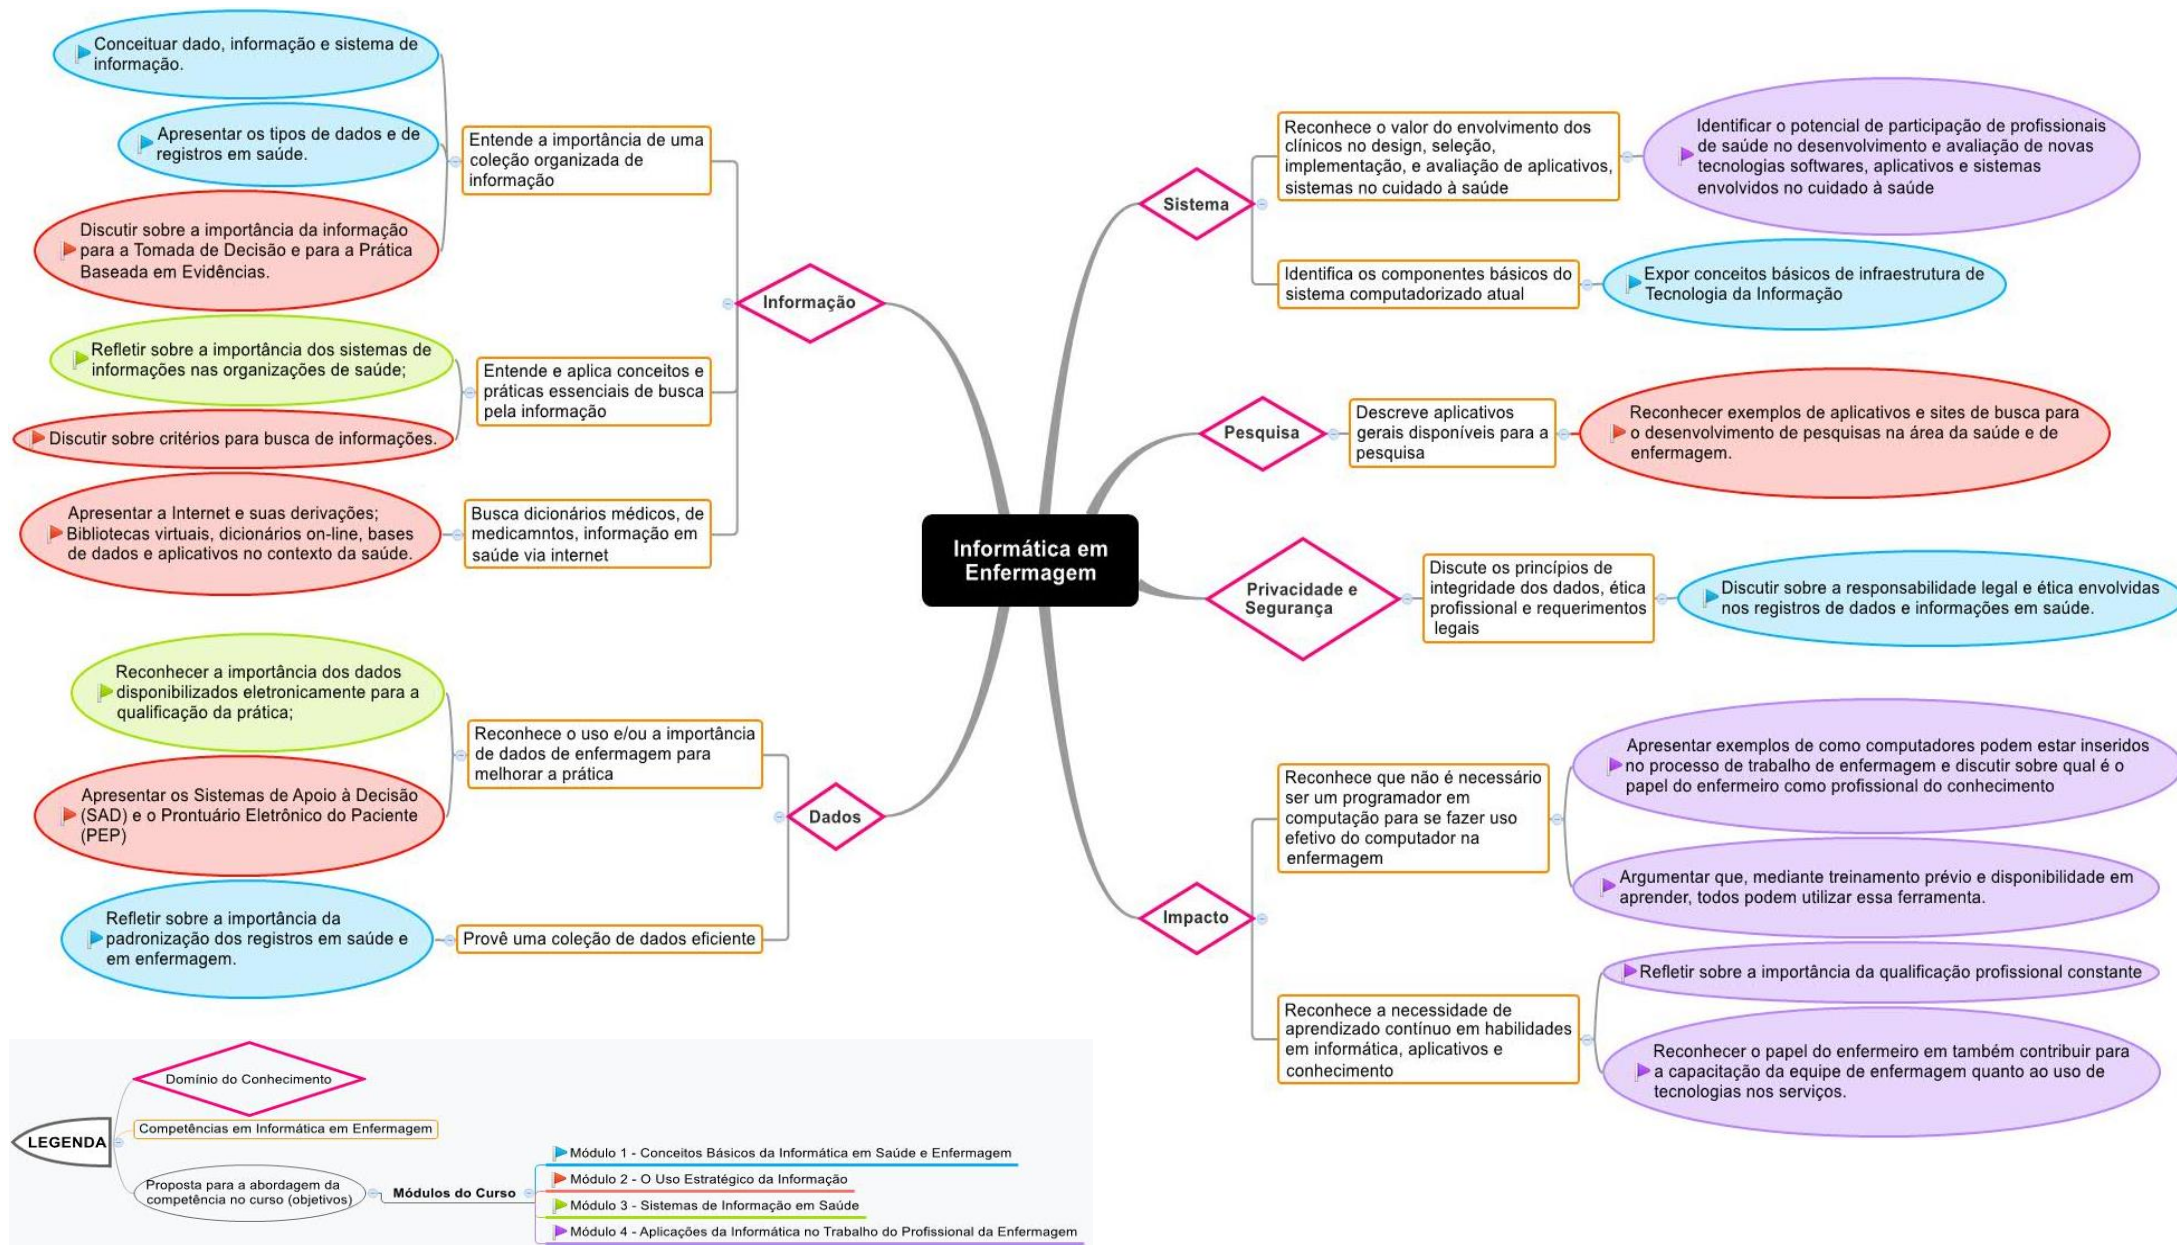 Conceituar dado, informação e sistema de
informação.
Apresentar os tipos de dados e de
registros em saúde.
Discutir sobre a importância da informação
para a Tomada de Decisão e para a Prática
Baseada em Evidências.
Entende a importância de uma
coleção organizada de
informação
Refletir sobre a importância dos sistemas de
informações nas organizações de saúde;
Discutir sobre critérios para busca de informações.
Entende e aplica conceitos e
práticas essenciais de busca
pela informação
Apresentar a Internet e suas derivações;
Bibliotecas virtuais, dicionários on-line, bases
de dados e aplicativos no contexto da saúde.
Busca dicionários médicos, de
medicamntos, informação em
saúde via internet
Informação
Reconhecer a importância dos dados
disponibilizados eletronicamente para a
qualificação da prática;
Apresentar os Sistemas de Apoio à Decisão
(SAD) e o Prontuário Eletrônico do Paciente
(PEP)
Reconhece o uso e/ou a importância
de dados de enfermagem para
melhorar a prática
Refletir sobre a importância da
padronização dos registros em saúde e
em enfermagem.
Provê uma coleção de dados eficiente
Dados
Informática em
Enfermagem
Sistema
Reconhece o valor do envolvimento dos
clínicos no design, seleção,
implementação, e avaliação de aplicativos,
sistemas no cuidado à saúde
Identificar o potencial de participação de profissionais
de saúde no desenvolvimento e avaliação de novas
tecnologias softwares, aplicativos e sistemas
envolvidos no cuidado à saúde
Identifica os componentes básicos do
sistema computadorizado atual
Expor conceitos básicos de infraestrutura de
Tecnologia da Informação
Pesquisa
Descreve aplicativos
gerais disponíveis para a
pesquisa
Reconhecer exemplos de aplicativos e sites de busca para
o desenvolvimento de pesquisas na área da saúde e de
enfermagem.
Privacidade e
Segurança
Discute os princípios de
integridade dos dados, ética
profissional e requerimentos
legais
Discutir sobre a responsabilidade legal e ética envolvidas
nos registros de dados e informações em saúde.
Impacto
Reconhece que não é necessário
ser um programador em
computação para se fazer uso
efetivo do computador na
enfermagem
Apresentar exemplos de como computadores podem estar inseridos
no processo de trabalho de enfermagem e discutir sobre qual é o
papel do enfermeiro como profissional do conhecimento
Argumentar que, mediante treinamento prévio e disponibilidade em
aprender, todos podem utilizar essa ferramenta.
Reconhece a necessidade de
aprendizado contínuo em habilidades
em informática, aplicativos e
conhecimento
Refletir sobre a importância da qualificação profissional constante
Reconhecer o papel do enfermeiro em também contribuir para
a capacitação da equipe de enfermagem quanto ao uso de
tecnologias nos serviços.
LEGENDA
Domínio do Conhecimento
Competências em Informática em Enfermagem
Proposta para a abordagem da
competência no curso (objetivos)
Módulos do Curso
Módulo 1 - Conceitos Básicos da Informática em Saúde e Enfermagem
Módulo 2 - O Uso Estratégico da Informação
Módulo 3 - Sistemas de Informação em Saúde
Módulo 4 - Aplicações da Informática no Trabalho do Profissional da Enfermagem